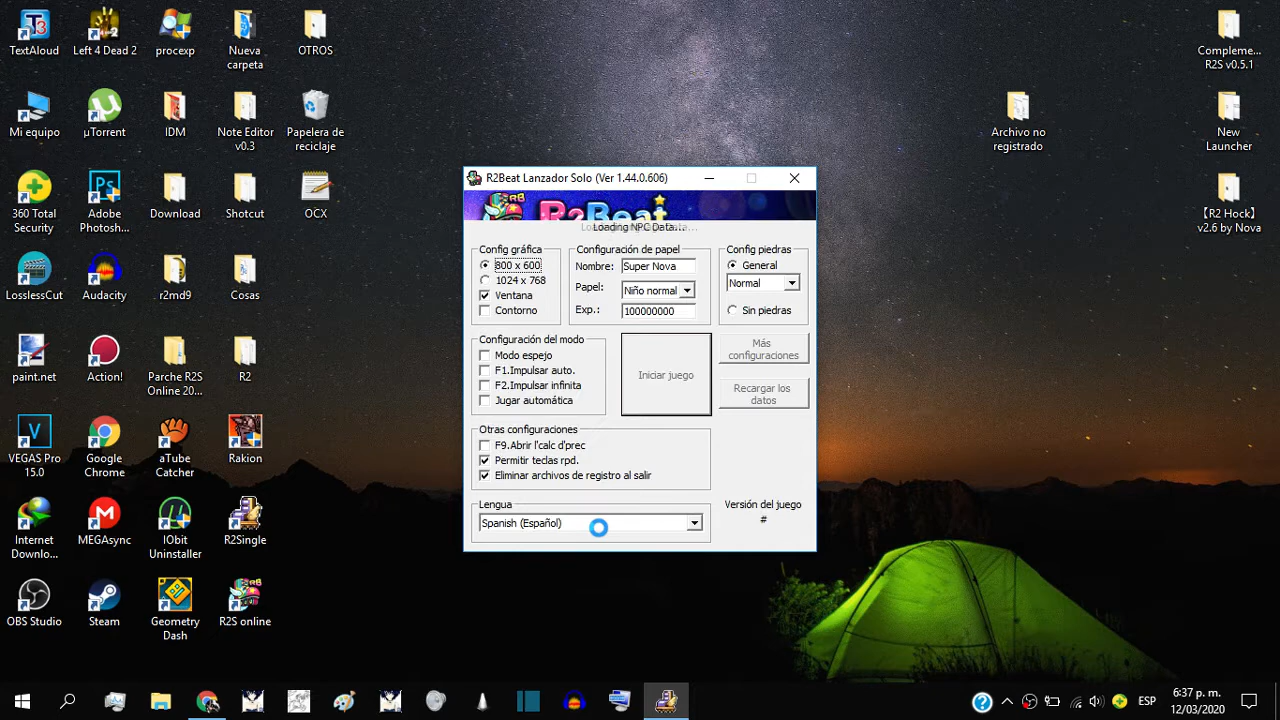 TextAloud
Left 4 Dead 2
procexp
Nueva
carpeta
OTROS
Compleme...
R2S v0.5.1
Mi equipo
µTorrent
IDM
Note Editor
v0.3
Papelera de
reciclaje
Archivo no
registrado
New
Launcher
360 Total
Security
Adobe
Photosh...
Download
Shotcut
OCX
【R2 Hock】
v2.6 by Nova
LosslessCut
Audacity
r2md9
Cosas
paint.net
Action!
Parche R2S
Online 20...
R2
VEGAS Pro
15.0
Google
Chrome
aTube
Catcher
Rakion
Internet
Downlo...
MEGAsync
IObit
Uninstaller
R2Single
OBS Studio
Steam
Geometry
Dash
R2S online
R2Beat Lanzador Solo (Ver 1.44.0.606)
R2Beat
Loading NPC Data...
Config gráfica
800 x 600
1024 x 768
Ventana
Contorno
Configuración de papel
Nombre: Super Nova
Papel: Niño normal
Exp.: 100000000
Config piedras
General
Normal
Sin piedras
Configuración del modo
Modo espejo
F1.Impulsar auto.
F2.Impulsar infinita
Jugar automática
Iniciar juego
Más
configuraciones
Recargar los
datos
Otras configuraciones
F9.Abrir l'calc d'prec
Permitir teclas rpd.
Eliminar archivos de registro al salir
Lengua
Spanish (Español)
Versión del juego
#
ESP
6:37 p. m.
12/03/2020